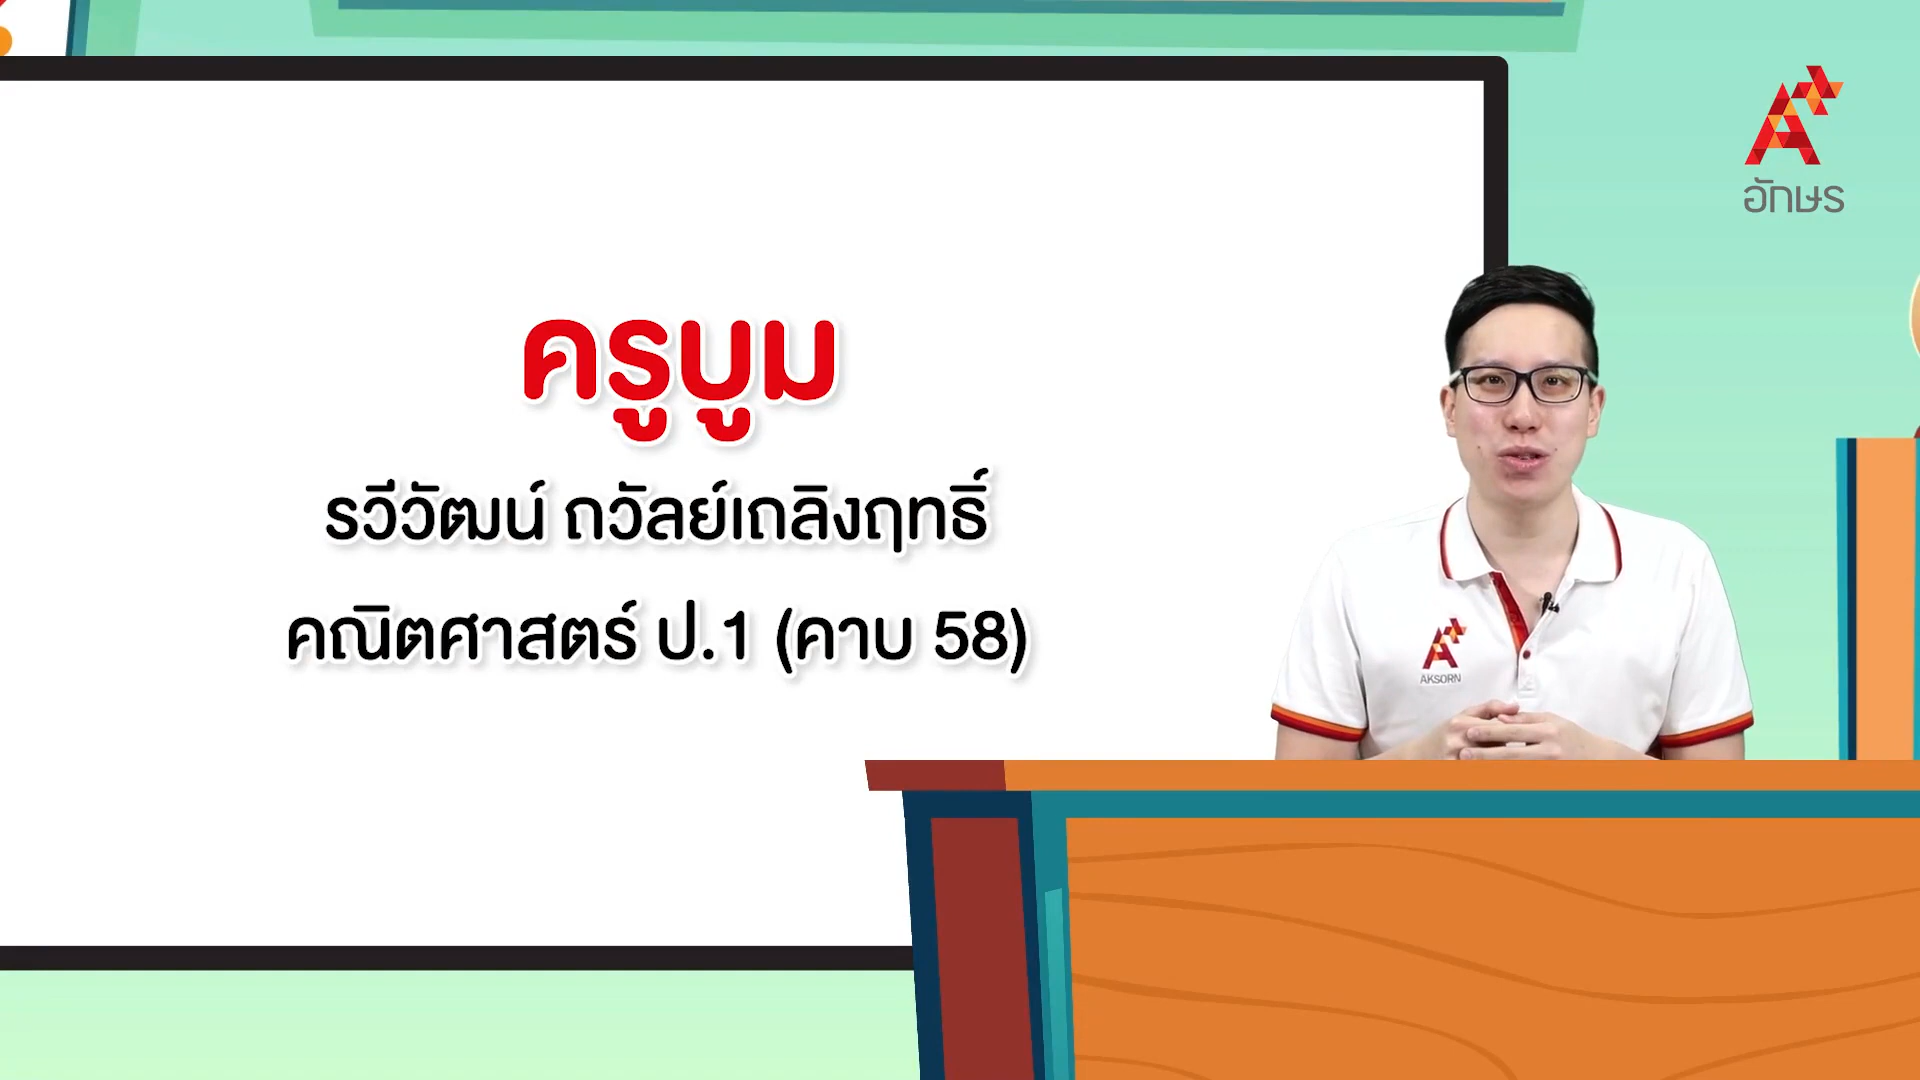 อักษร
ครูบูม
รวีวัฒน์ ถวัลย์เถลิงฤทธิ์
คณิตศาสตร์ ป.1 (คาบ 58)
AKSORN